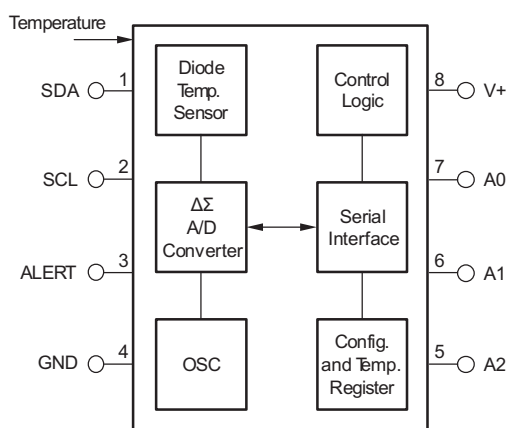 Temperature
1
SDA
Diode
Temp.
Sensor
Control
Logic
8
V+
2
SCL
ΔΣ
A/D
Converter
Serial
Interface
7
A0
3
ALERT
6
A1
4
GND
OSC
Config.
and Temp.
Register
5
A2